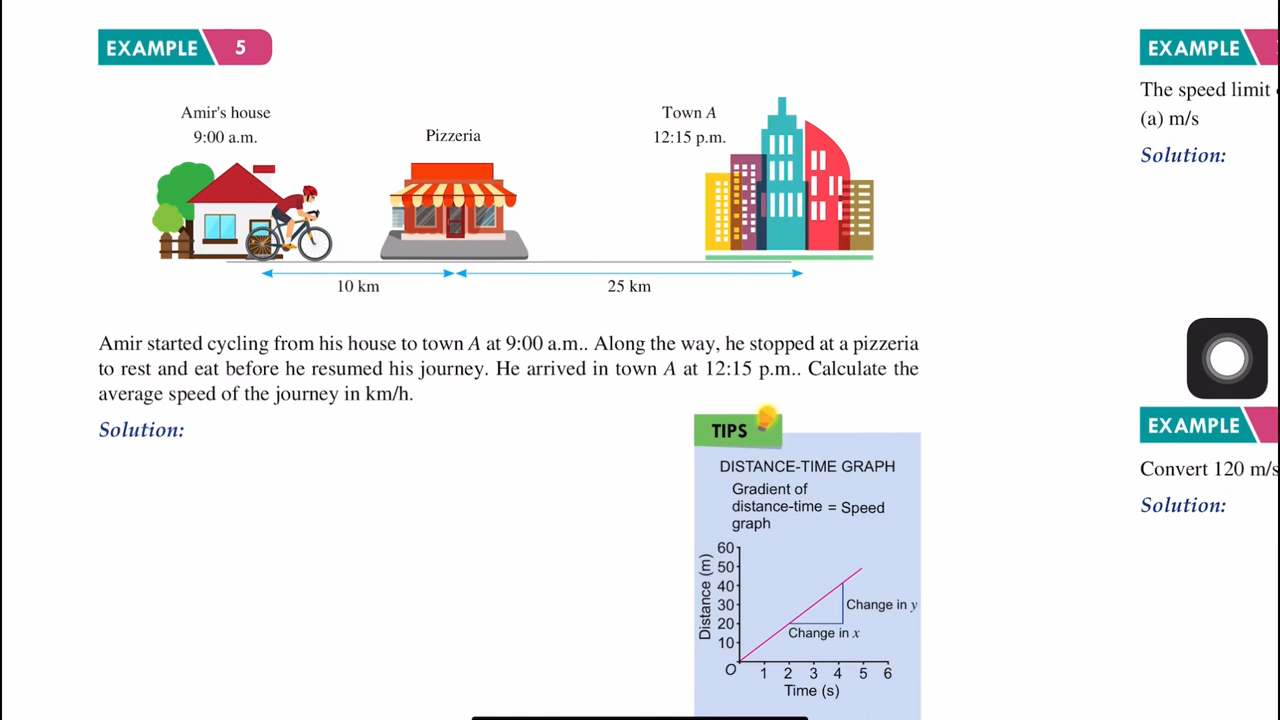 EXAMPLE 5
Amir's house
9:00 a.m.
Pizzeria
Town A
12:15 p.m.
10 km
25 km
Amir started cycling from his house to town A at 9:00 a.m.. Along the way, he stopped at a pizzeria
to rest and eat before he resumed his journey. He arrived in town A at 12:15 p.m.. Calculate the
average speed of the journey in km/h.
Solution:
TIPS
DISTANCE-TIME GRAPH
Gradient of
distance-time = Speed
graph
Distance (m)
60
50
40
30
20
10
O
1 2 3 4 5 6
Time (s)
Change in y
Change in x
EXAMPLE
The speed limit
(a) m/s
Solution:
EXAMPLE
Convert 120 m/s
Solution: